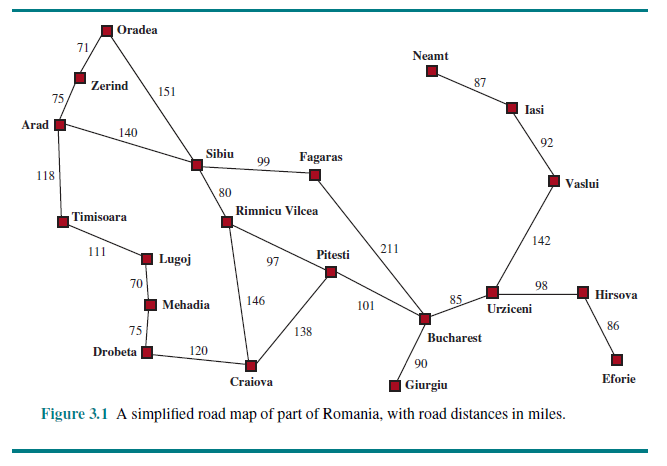 Oradea
71
Neamt
Zerind
87
151
75
Iasi
Arad
140
92
Sibiu
99
Fagaras
118
Vaslui
80
Timisoara
Rimnicu Vilcea
142
111
211
Lugoj
97
Pitesti
70
98
Mehadia
146
101
85
Hirsova
Urziceni
75
138
86
Bucharest
Drobeta
120
90
Craiova
Giurgiu
Eforie
Figure 3.1 A simplified road map of part of Romania, with road distances in miles.